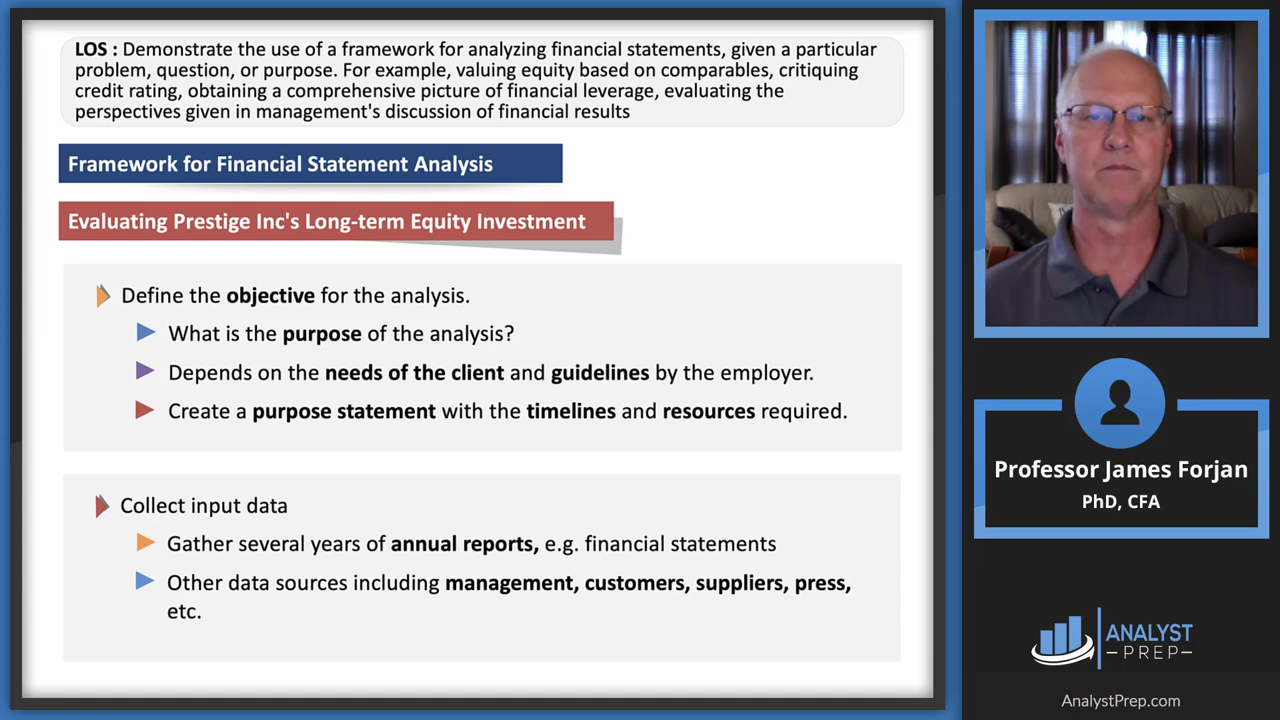 LOS : Demonstrate the use of a framework for analyzing financial statements, given a particular
problem, question, or purpose. For example, valuing equity based on comparables, critiquing
credit rating, obtaining a comprehensive picture of financial leverage, evaluating the
perspectives given in management's discussion of financial results
Framework for Financial Statement Analysis
Evaluating Prestige Inc's Long-term Equity Investment
Define the objective for the analysis.
What is the purpose of the analysis?
Depends on the needs of the client and guidelines by the employer.
Create a purpose statement with the timelines and resources required.
Collect input data
Gather several years of annual reports, e.g. financial statements
Other data sources including management, customers, suppliers, press,
etc.
Professor James Forjan
PhD, CFA
ANALYST
PREP
AnalystPrep.com